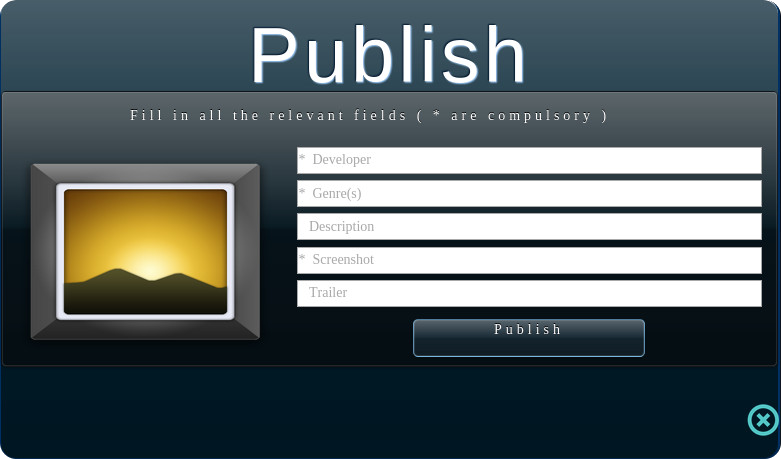 Publish
Fill in all the relevant fields ( * are compulsory )
* Developer
* Genre(s)
Description
* Screenshot
Trailer
Publish